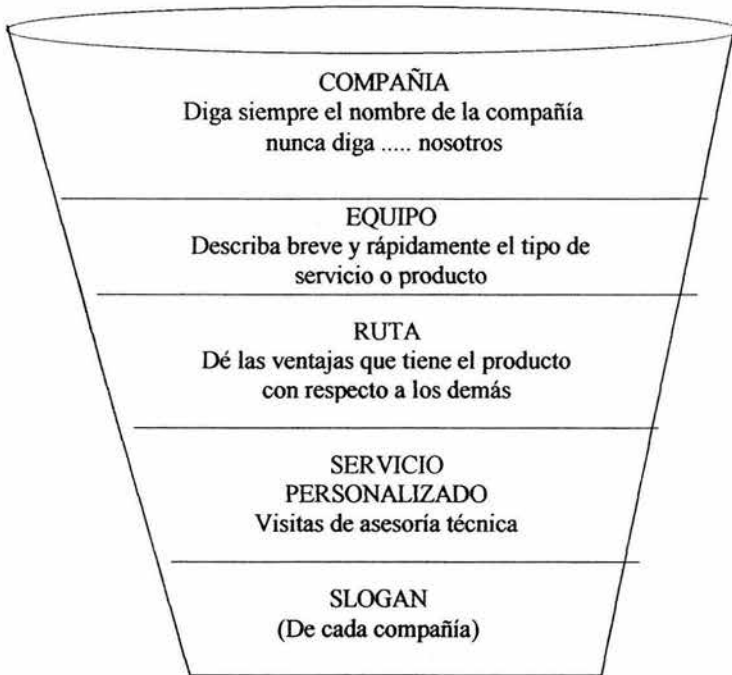 COMPAÑIA
Diga siempre el nombre de la compañía
nunca diga ..... nosotros
EQUIPO
Describa breve y rápidamente el tipo de
servicio o producto
RUTA
Dé las ventajas que tiene el producto
con respecto a los demás
SERVICIO
PERSONALIZADO
Visitas de asesoría técnica
SLOGAN
(De cada compañía)